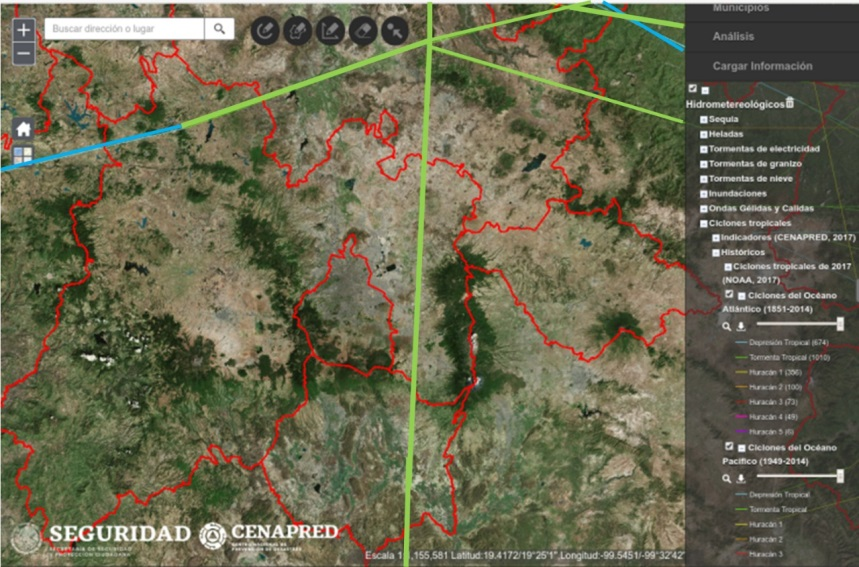 +
Buscar dirección o lugar
−
Municipios
Análisis
Cargar Información
Hidrometereológicos
Sequía
Heladas
Tormentas de electricidad
Tormentas de granizo
Tormentas de nieve
Inundaciones
Ondas Gélidas y Calidas
Ciclones tropicales
Indicadores (CENAPRED, 2017)
Históricos
Ciclones tropicales de 2017
(NOAA, 2017)
Ciclones del Océano
Atlántico (1851-2014)
Depresión Tropical (674)
Tormenta Tropical (1010)
Huracán 1 (356)
Huracán 2 (100)
Huracán 3 (73)
Huracán 4 (49)
Huracán 5 (6)
Ciclones del Océano
Pacífico (1949-2014)
Depresión Tropical
Tormenta Tropical
Huracán 1
Huracán 2
Huracán 3
SEGURIDAD
SECRETARÍA DE SEGURIDAD
Y PROTECCIÓN CIUDADANA
CENAPRED
CENTRO NACIONAL DE
PREVENCIÓN DE DESASTRES
Escala 1:,155,581 Latitud:19.4172/19°25'1",Longitud:-99.5451/-99°32'42"